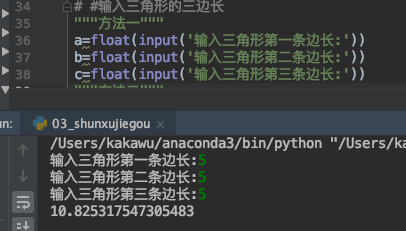 34
# #输入三角形的三边长
35
"""方法一""""
36
a=float(input('输入三角形第一条边长:'))
37
b=float(input('输入三角形第二条边长:'))
38
c=float(input('输入三角形第三条边长:'))
un:
03_shunxujiegou ×
/Users/kakawu/anaconda3/bin/python "/Users/ka
输入三角形第一条边长:5
输入三角形第二条边长:5
输入三角形第三条边长:5
10.825317547305483